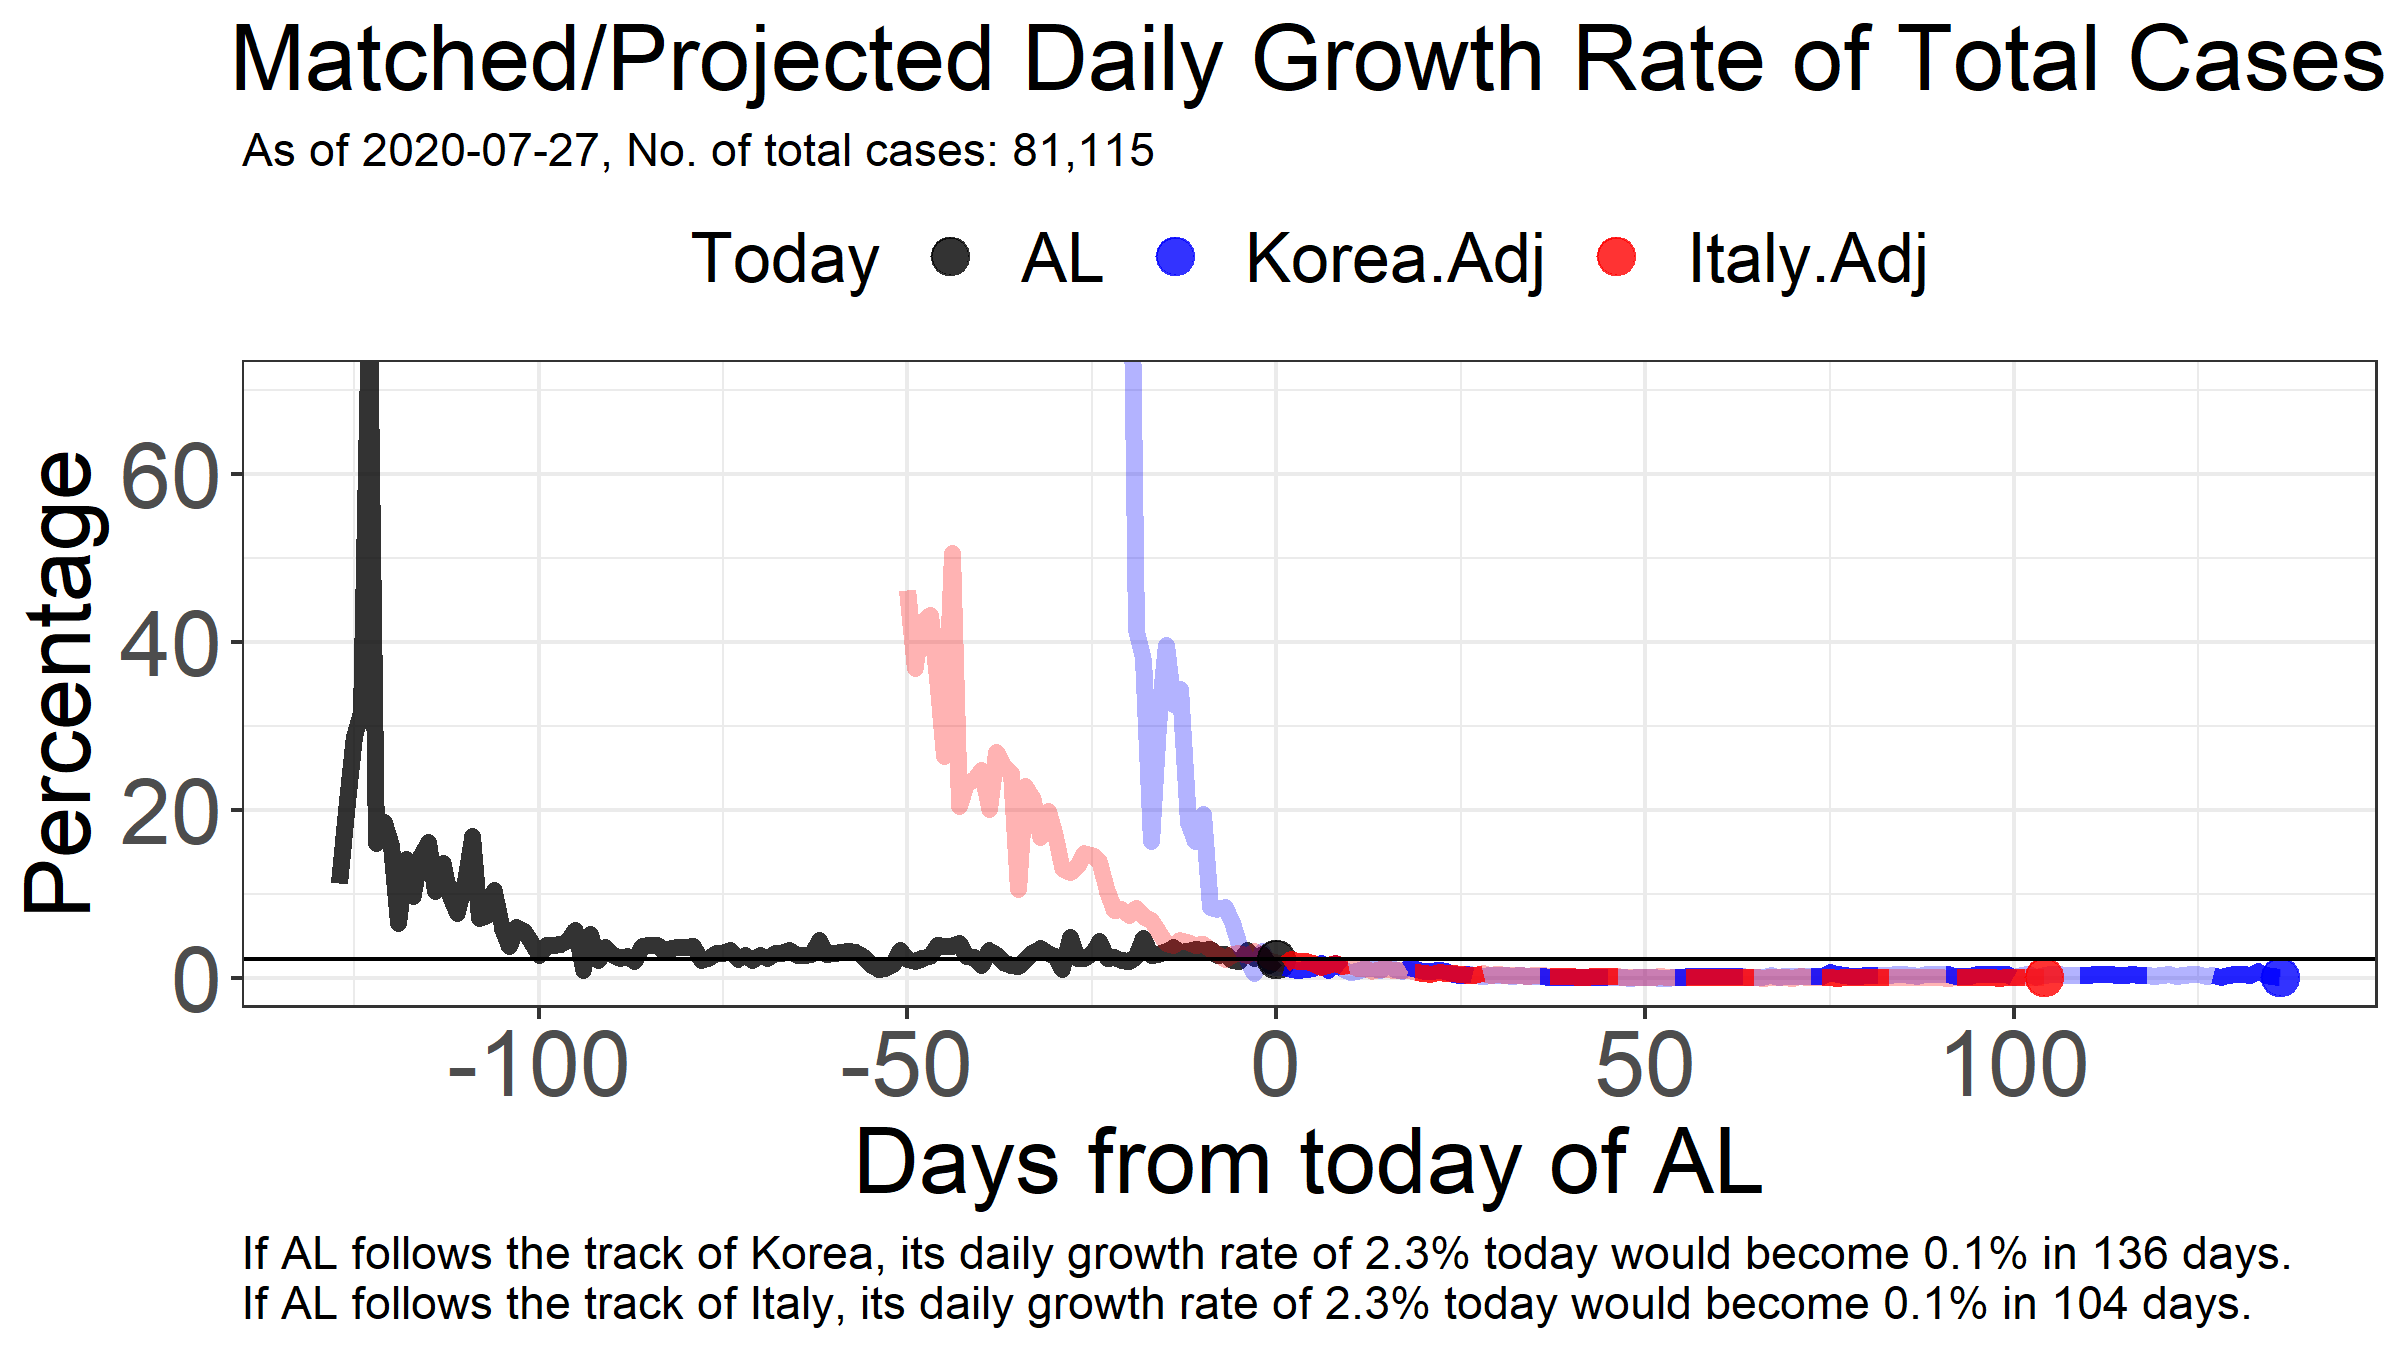 Matched/Projected Daily Growth Rate of Total Cases
As of 2020-07-27, No. of total cases: 81,115
Today AL Korea.Adj Italy.Adj
Percentage
60
40
20
0
-100 -50 0 50 100
Days from today of AL
If AL follows the track of Korea, its daily growth rate of 2.3% today would become 0.1% in 136 days.
If AL follows the track of Italy, its daily growth rate of 2.3% today would become 0.1% in 104 days.